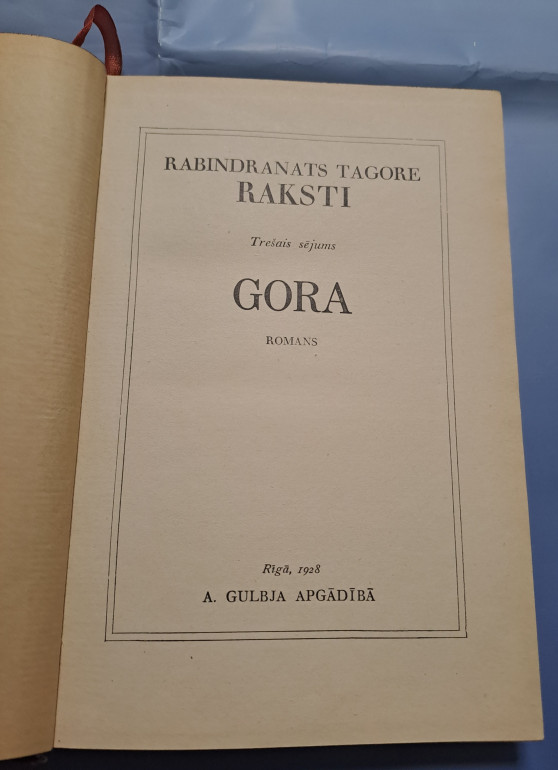 RABINDRANATS TAGORE
RAKSTI
Trešais sējums
GORA
ROMANS
Rīgā, 1928
A. GULBJA APGĀDĪBĀ